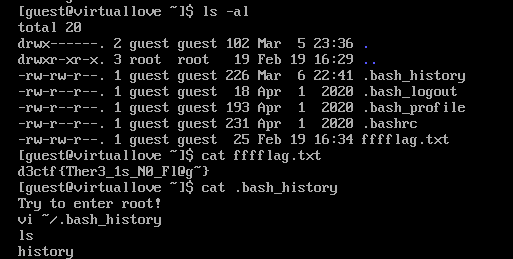 [guest@virtuallove ~]$ ls -al
total 20
drwx------. 2 guest guest 102 Mar  5 23:36 .
drwxr-xr-x. 3 root  root   19 Feb 19 16:29 ..
-rw-rw-r--. 1 guest guest 226 Mar  6 22:41 .bash_history
-rw-r--r--. 1 guest guest  18 Apr  1  2020 .bash_logout
-rw-r--r--. 1 guest guest 193 Apr  1  2020 .bash_profile
-rw-r--r--. 1 guest guest 231 Apr  1  2020 .bashrc
-rw-rw-r--. 1 guest guest  25 Feb 19 16:34 fffflag.txt
[guest@virtuallove ~]$ cat fffflag.txt
d3ctf{Ther3_1s_N0_Fl@g~}
[guest@virtuallove ~]$ cat .bash_history
Try to enter root!
vi ~/.bash_history
ls
history